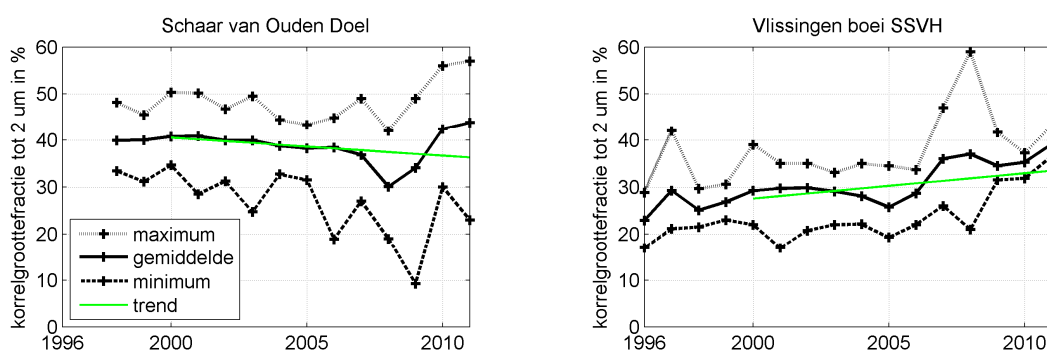 Schaar van Ouden Doel
korrelgroottefractie tot 2 um in %
60
50
40
30
20
10
0
maximum
gemiddelde
minimum
trend
1996
2000
2005
2010
Vlissingen boei SSVH
korrelgroottefractie tot 2 um in %
60
50
40
30
20
10
0
1996
2000
2005
2010